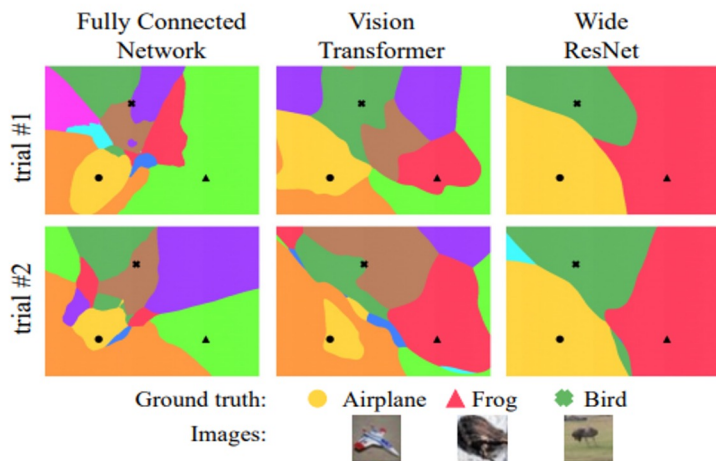 Fully Connected Network
Vision Transformer
Wide ResNet
trial #1
trial #2
Ground truth: Airplane Frog Bird
Images: